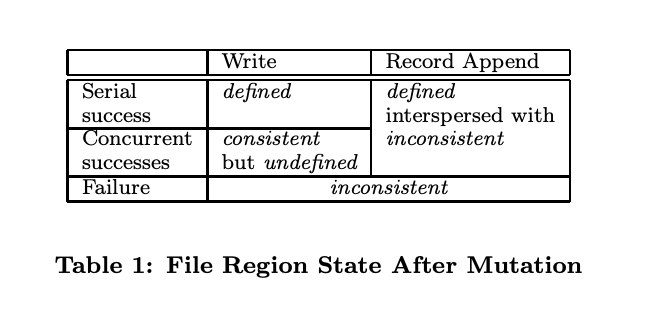 Write Record Append
Serial defined defined
success interspersed with
Concurrent consistent inconsistent
successes but undefined
Failure inconsistent
Table 1: File Region State After Mutation